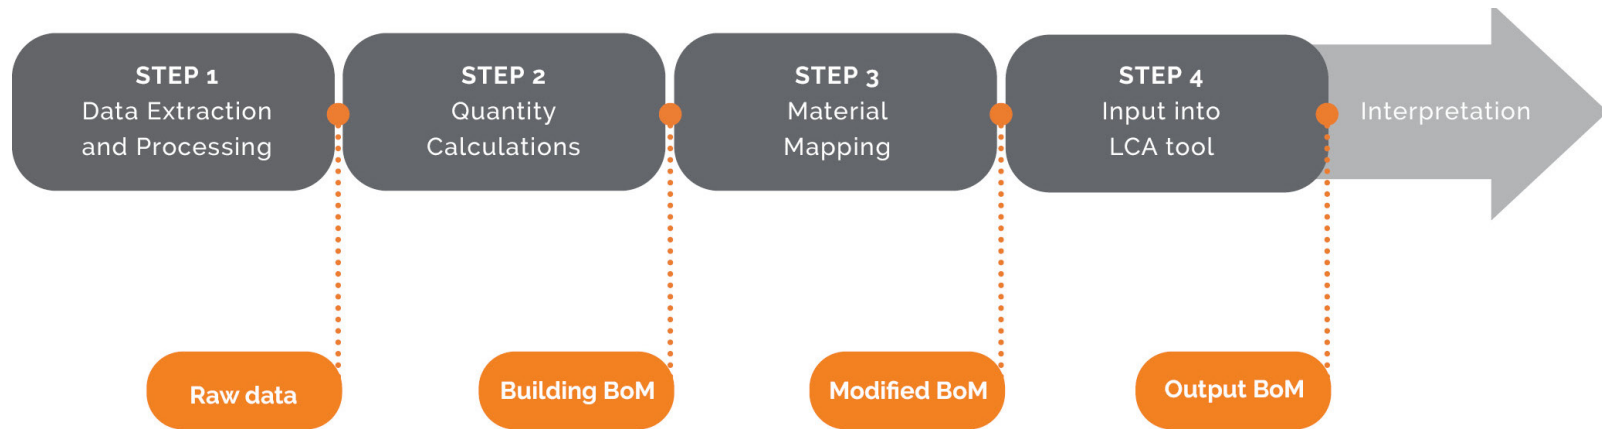 STEP 1
Data Extraction
and Processing
STEP 2
Quantity
Calculations
STEP 3
Material
Mapping
STEP 4
Input into
LCA tool
Interpretation
Raw data
Building BoM
Modified BoM
Output BoM